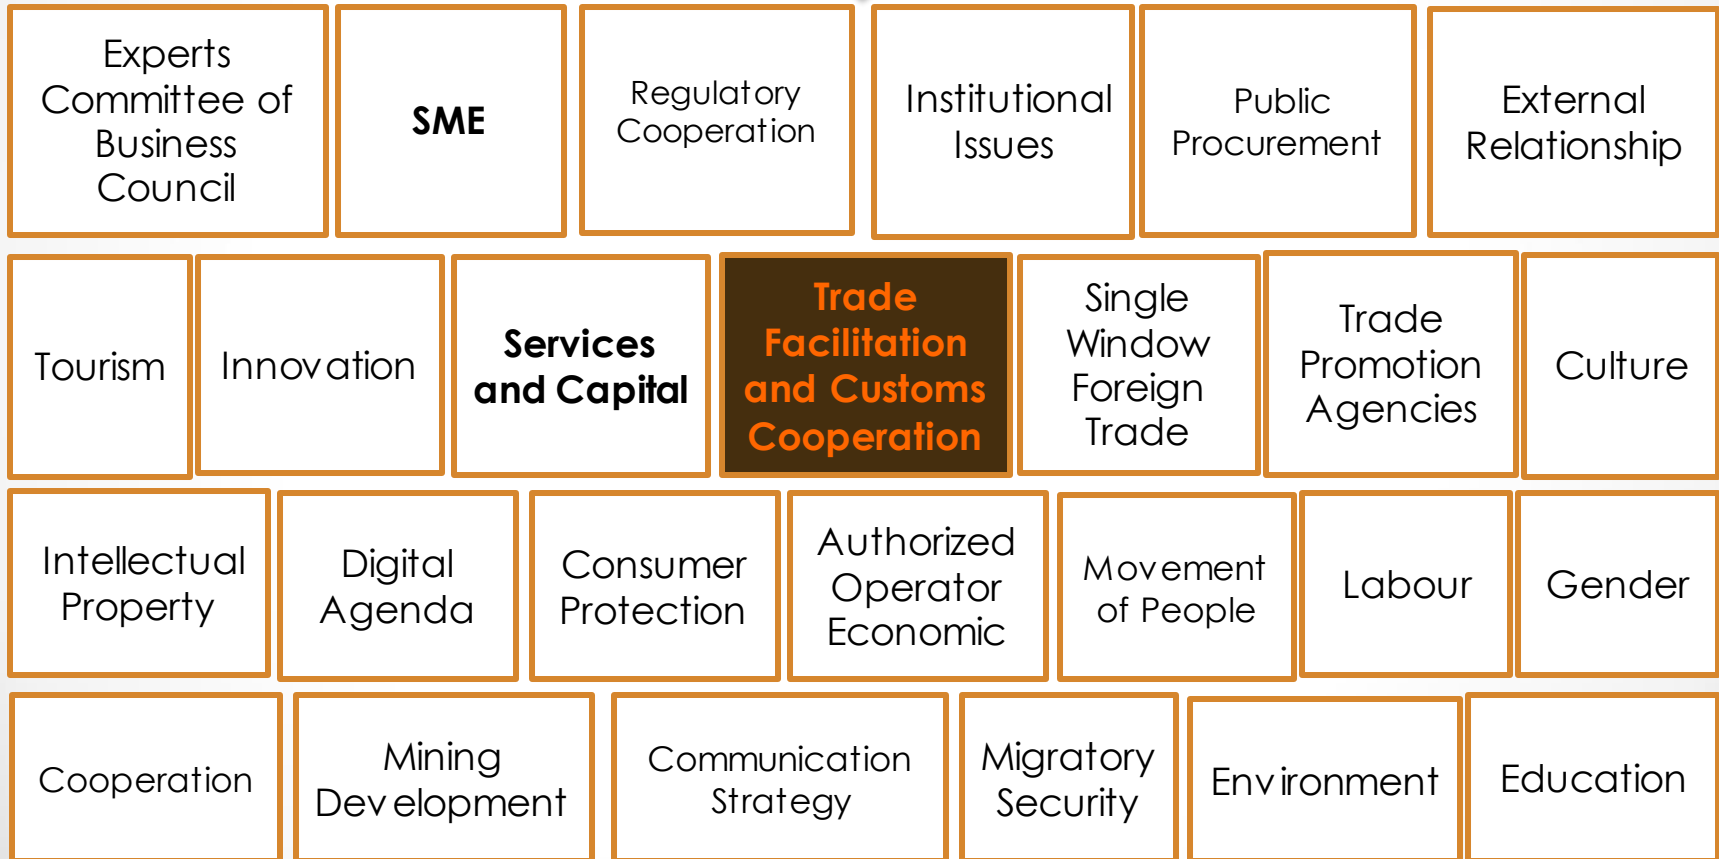 Experts
Committee of
Business
Council
SME
Regulatory
Cooperation
Institutional
Issues
Public
Procurement
External
Relationship
Tourism
Innovation
Services
and Capital
Trade
Facilitation
and Customs
Cooperation
Single
Window
Foreign
Trade
Trade
Promotion
Agencies
Culture
Intellectual
Property
Digital
Agenda
Consumer
Protection
Authorized
Operator
Economic
Movement
of People
Labour
Gender
Cooperation
Mining
Development
Communication
Strategy
Migratory
Security
Environment
Education